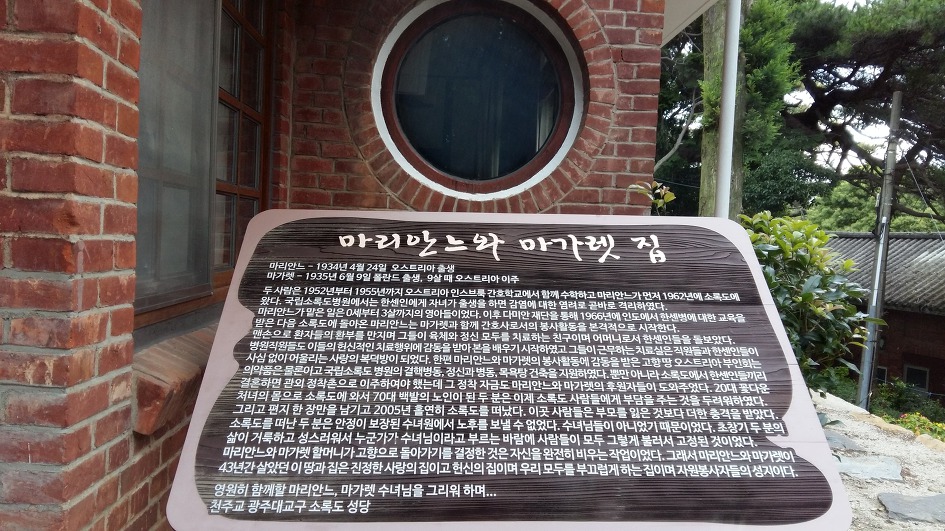 마리안느와 마가렛 집
마리안느 - 1934년 4월 24일 오스트리아 출생
마가렛 - 1935년 6월 9일 폴란드 출생, 9살 때 오스트리아 이주
두 사람은 1952년부터 1955년까지 오스트리아 인스브룩 간호학교에서 함께 수학하고 마리안느가 먼저 1962년에 소록도에
왔다. 국립소록도병원에서는 한센인에게 자녀가 출생을 하면 감염에 대한 염려로 곧바로 격리하였다.
마리안느가 맡은 일은 0세부터 3살까지의 영아들이었다. 이후 다미안 재단을 통해 1966년에 인도에서 한센병에 대한 교육을
받은 다음 소록도에 돌아온 마리안느는 마가렛과 함께 간호사로서의 봉사활동을 본격적으로 시작한다.
맨손으로 환자들의 환부를 만지며 그들의 육체와 정신 모두를 치료하는 친구이며 어머니로서 한센인들을 돌보았다.
병원직원들도 이들의 헌신적인 치료행위에 감동을 받아 본을 배우기 시작하였고 그들이 근무하는 치료실은 직원들과 한센인들이
사심 없이 어울리는 사랑의 복덕방이 되었다. 한편 마리안느와 마가렛의 봉사활동에 감동을 받은 고향 땅 오스트리아 부인회는
의약품은 물론이고 국립소록도 병원의 결핵병동, 정신과 병동, 목욕탕 건축을 지원하였다. 뿐만 아니라 소록도에서 한센인들끼리
결혼하면 관외 정착촌으로 이주하여야 했는데 그 정착 자금도 마리안느와 마가렛의 후원자들이 도와주었다. 20대 꽃다운
처녀의 몸으로 소록도에 와서 70대 백발의 노인이 된 두 분은 이제 소록도 사람들에게 부담을 주는 것을 두려워하였다.
그리고 편지 한 장만을 남기고 2005년 홀연히 소록도를 떠났다. 이곳 사람들은 부모를 잃은 것보다 더한 충격을 받았다.
소록도를 떠난 두 분은 안정이 보장된 수녀원에서 노후를 보낼 수 없었다. 수녀님들이 아니었기 때문이었다. 초창기 두 분의
삶이 거룩하고 성스러워서 누군가가 수녀님이라고 부르는 바람에 사람들이 모두 그렇게 불러서 고정된 것이었다.
마리안느와 마가렛 할머니가 고향으로 돌아가기를 결정한 것은 자신을 완전히 비우는 작업이었다. 그래서 마리안느와 마가렛이
43년간 살았던 이 땅과 집은 진정한 사랑의 집이고 헌신의 집이며 우리 모두를 부끄럽게 하는 집이며 자원봉사자들의 성지이다.
영원히 함께할 마리안느, 마가렛 수녀님을 그리워 하며...
천주교 광주대교구 소록도 성당